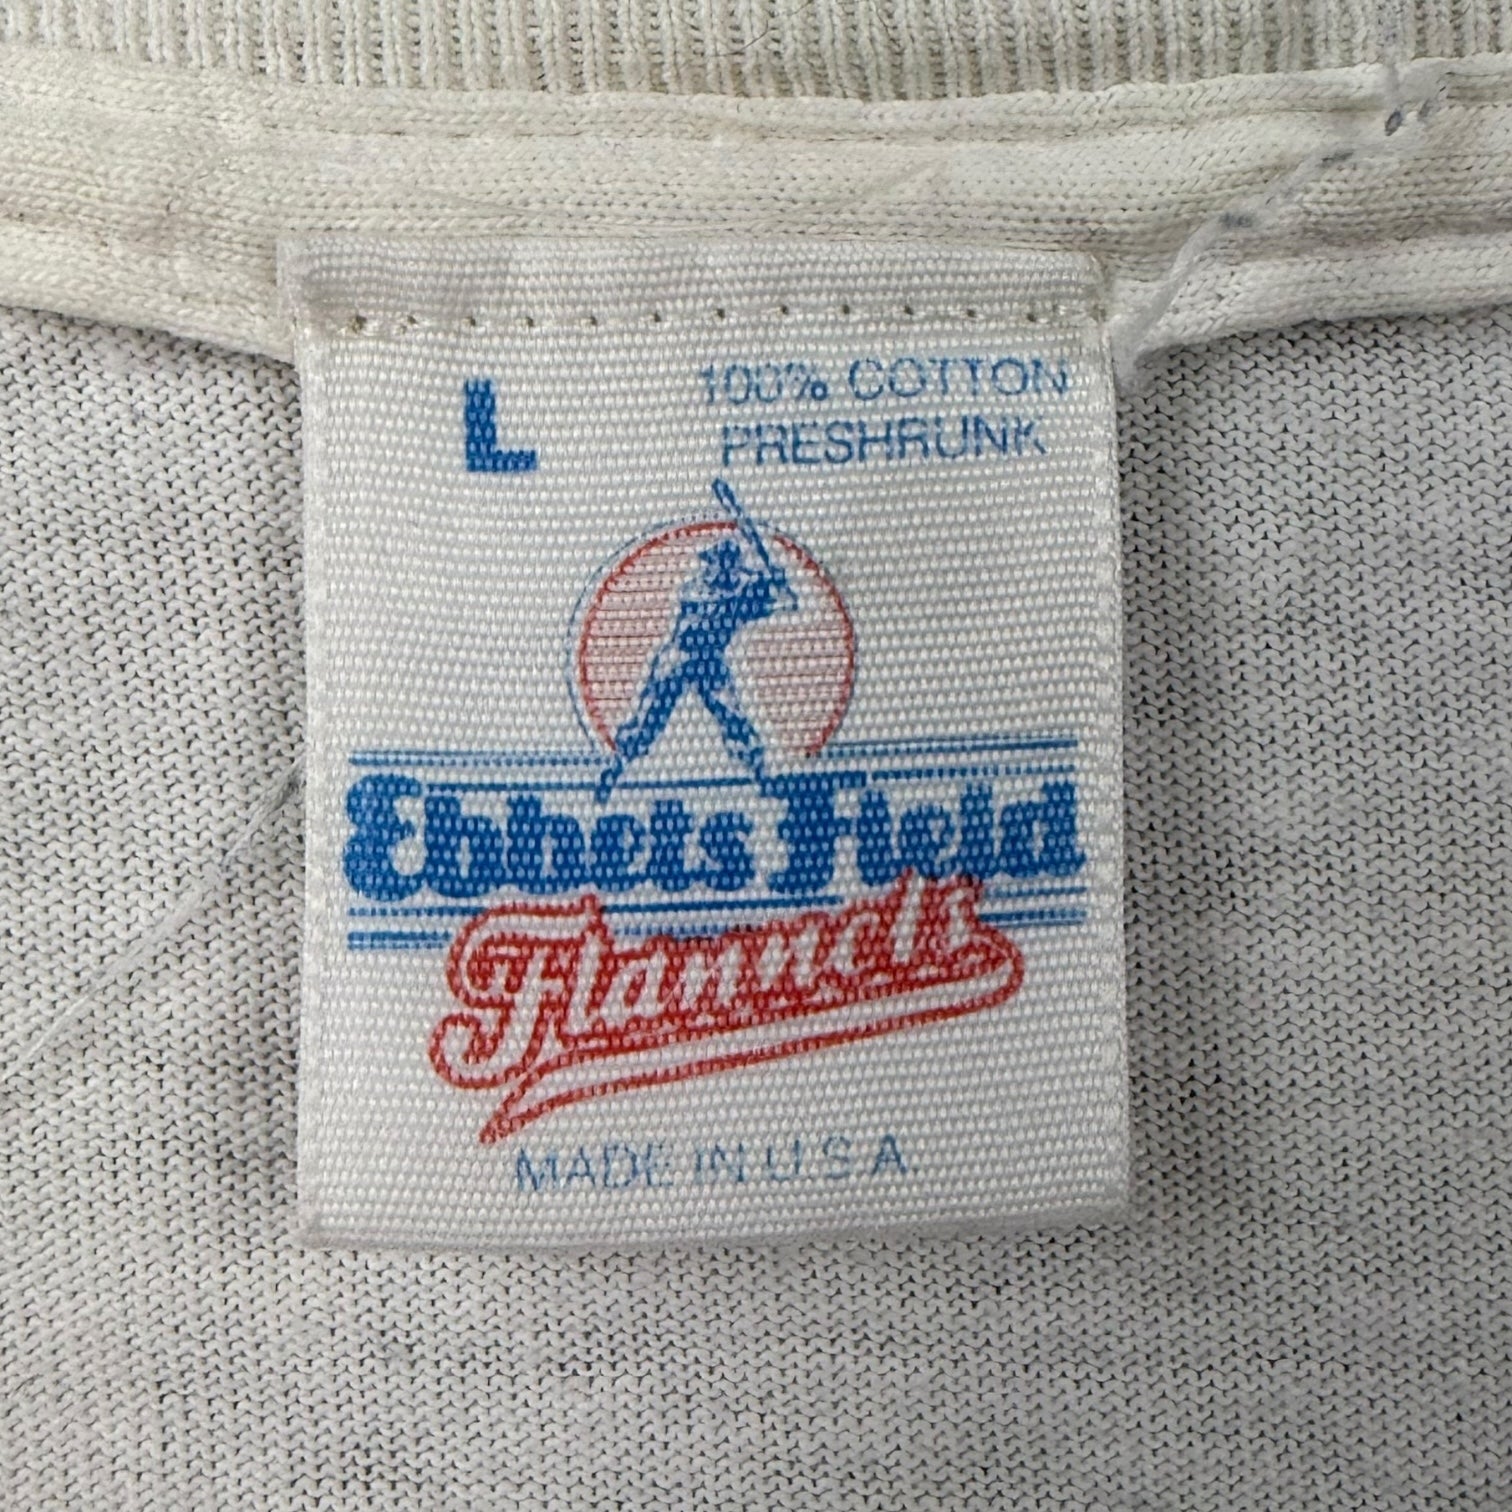 L
100% COTTON
PRESHRUNK
Ebbets Field
Flannels
MADE IN U.S.A